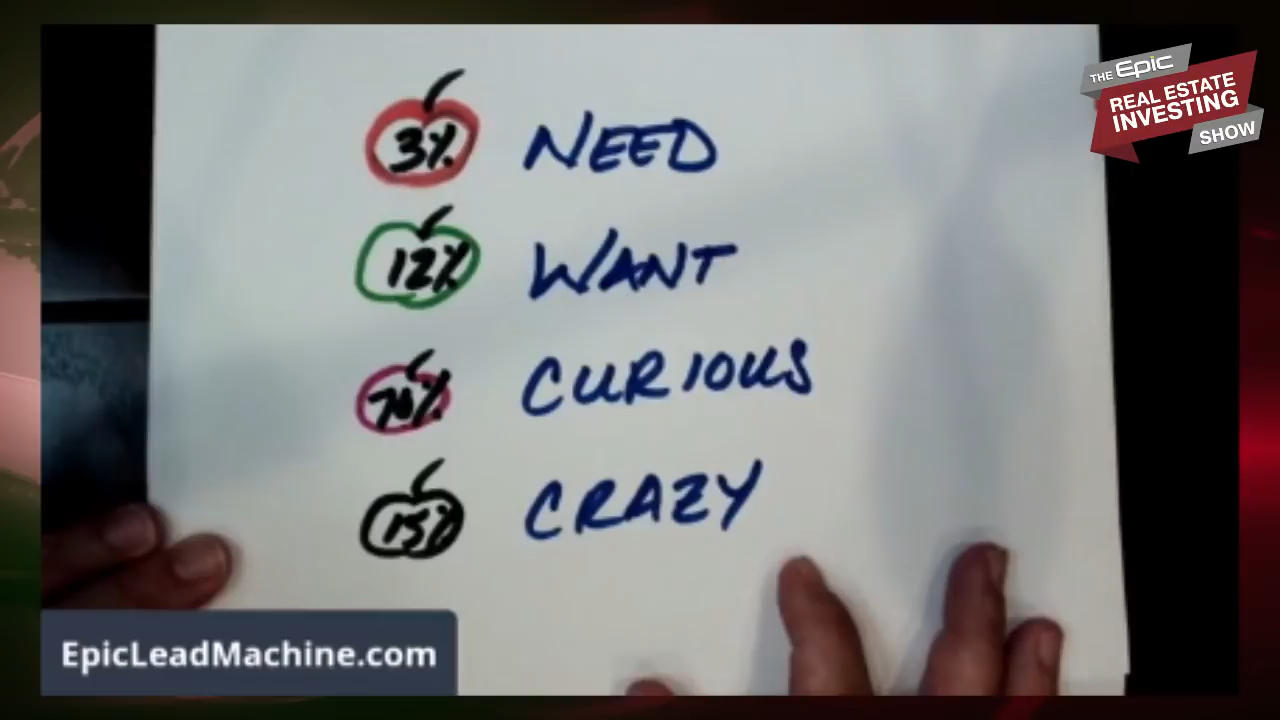 3% NEED
12% WANT
70% CURIOUS
15% CRAZY
THE Epic
REAL ESTATE
INVESTING
SHOW
EpicLeadMachine.com